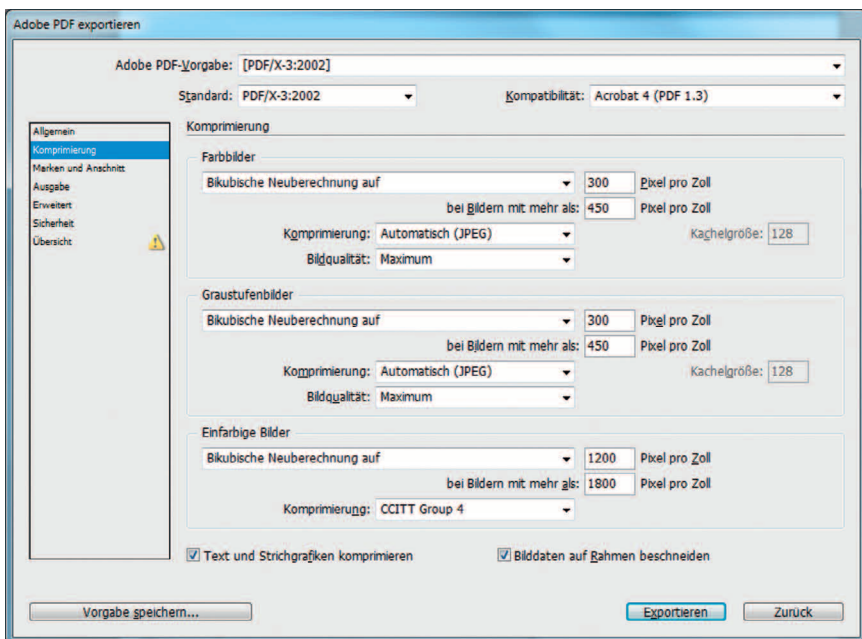 Adobe PDF exportieren
Adobe PDF-Vorgabe: [PDF/X-3:2002]
Standard: PDF/X-3:2002 Kompatibilität: Acrobat 4 (PDF 1.3)
Allgemein
Komprimierung
Marken und Anschnitt
Ausgabe
Erweitert
Sicherheit
Übersicht
Komprimierung
Farbbilder
Bikubische Neuberechnung auf 300 Pixel pro Zoll
bei Bildern mit mehr als: 450 Pixel pro Zoll
Komprimierung: Automatisch (JPEG) Kachelgröße: 128
Bildqualität: Maximum
Graustufenbilder
Bikubische Neuberechnung auf 300 Pixel pro Zoll
bei Bildern mit mehr als: 450 Pixel pro Zoll
Komprimierung: Automatisch (JPEG) Kachelgröße: 128
Bildqualität: Maximum
Einfarbige Bilder
Bikubische Neuberechnung auf 1200 Pixel pro Zoll
bei Bildern mit mehr als: 1800 Pixel pro Zoll
Komprimierung: CCITT Group 4
Text und Strichgrafiken komprimieren Bilddaten auf Rahmen beschneiden
Vorgabe speichern... Exportieren Zurück